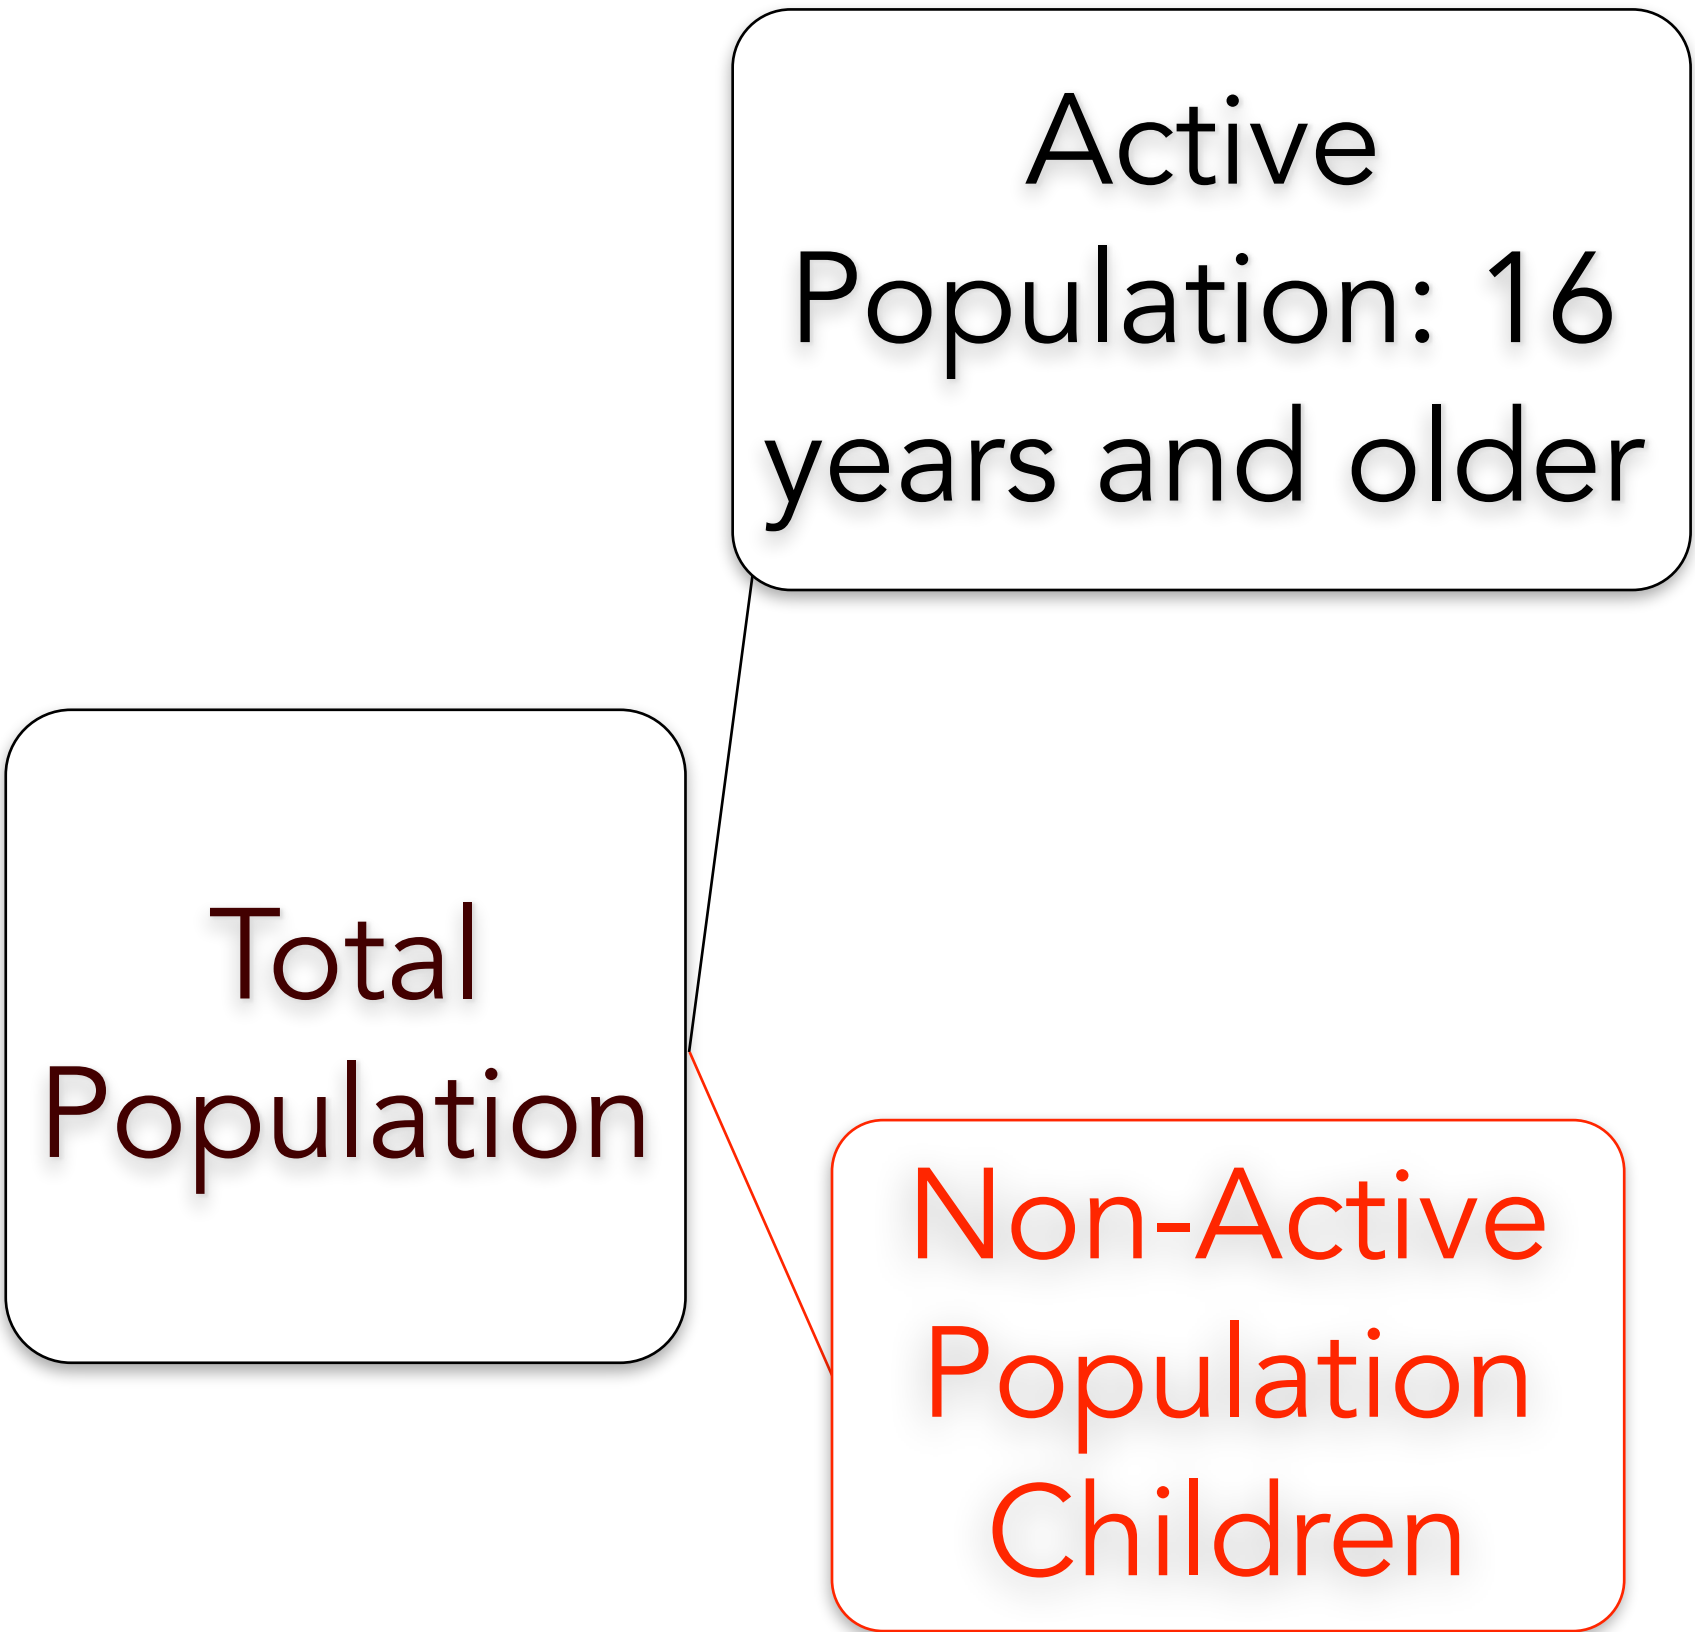 Active
Population: 16
years and older
Total
Population
Non-Active
Population
Children